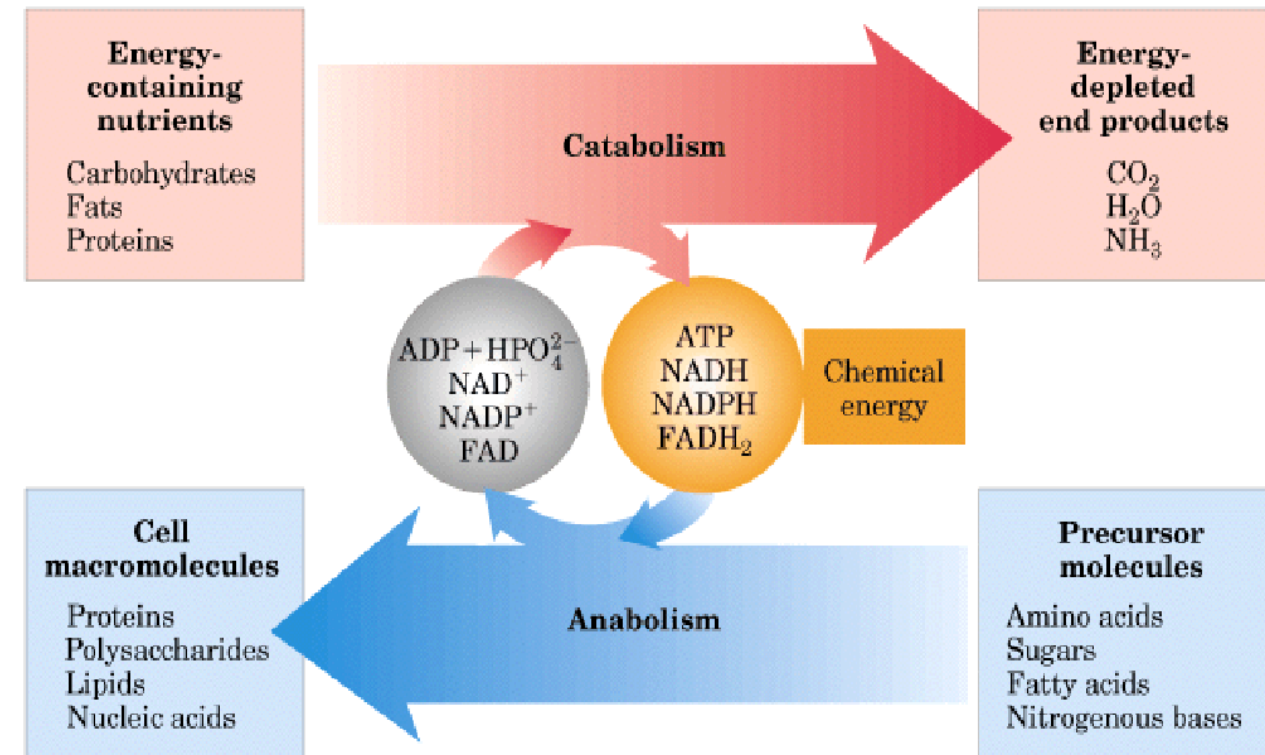 Energy-
containing
nutrients
Carbohydrates
Fats
Proteins
Catabolism
Energy-
depleted
end products
CO₂
H₂O
NH₃
ADP+HPO₄²⁻
NAD⁺
NADP⁺
FAD
ATP
NADH
NADPH
FADH₂
Chemical
energy
Cell
macromolecules
Proteins
Polysaccharides
Lipids
Nucleic acids
Anabolism
Precursor
molecules
Amino acids
Sugars
Fatty acids
Nitrogenous bases